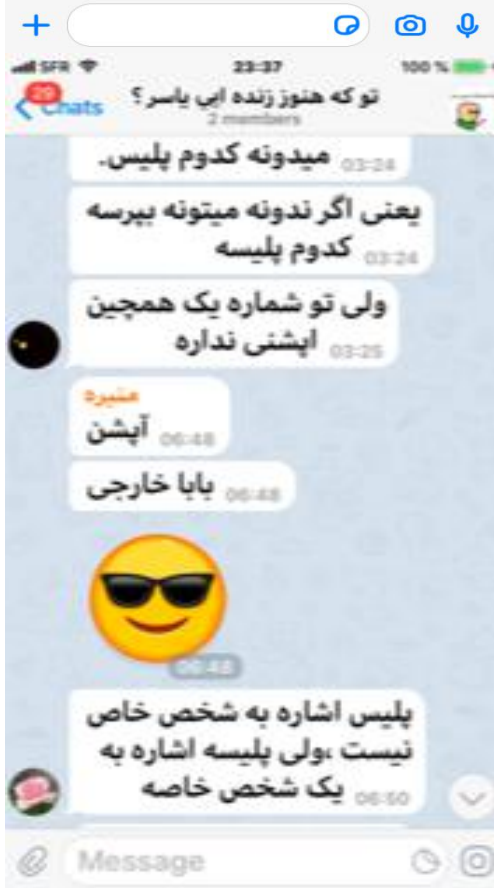 SFR 23:37 100 %
29
Chats
تو که هنوز زنده ایی یاسر؟
2 members
میدونه کدوم پلیس.
03:24
یعنی اگر ندونه میتونه بپرسه
کدوم پلیسه
03:24
ولی تو شماره یک همچین
اپشنی نداره
03:25
منیره
آپشن
06:48
بابا خارجی
06:48
06:48
پلیس اشاره به شخص خاص
نیست ،ولی پلیسه اشاره به
یک شخص خاصه
06:50
Message